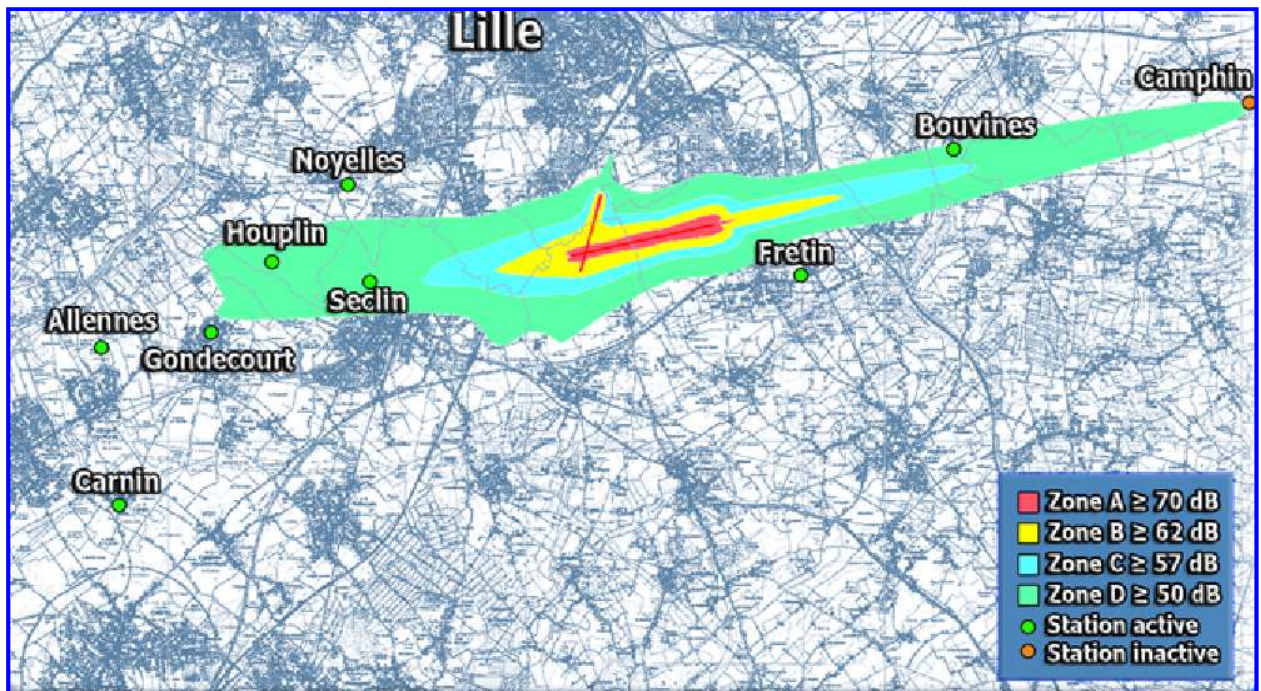 Lille
Camphin
Bouvines
Noyelles
Houplin
Fretin
Seclin
Allennes
Gondecourt
Carnin
Zone A ≥ 70 dB
Zone B ≥ 62 dB
Zone C ≥ 57 dB
Zone D ≥ 50 dB
Station active
Station inactive